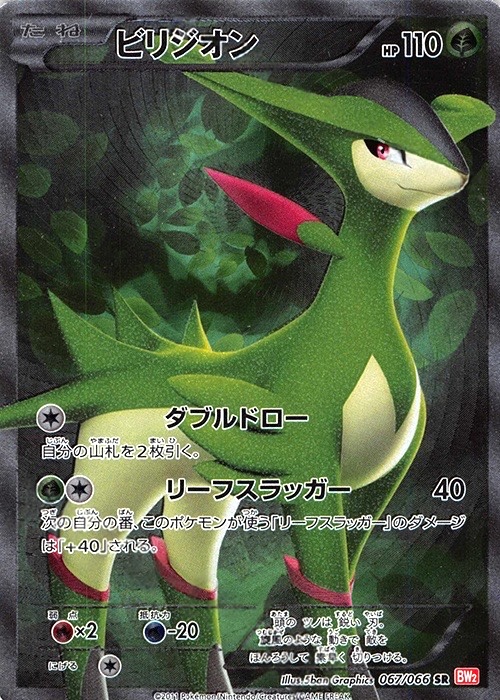 たね ビリジオン HP110
ダブルドロー
自分の山札を2枚引く。
リーフスラッガー 40
次の自分の番、このポケモンが使う「リーフスラッガー」のダメージ
は「+40」される。
弱点 抵抗力
×2 -20
にげる
頭の ツノは 鋭い 刃。
のような 動きで 敵を
ほんろうして 素早く 切りつける。
Illus. 5ban Graphics 067/066 SR BW2
©2011 Pokémon/Nintendo/Creatures/GAME FREAK